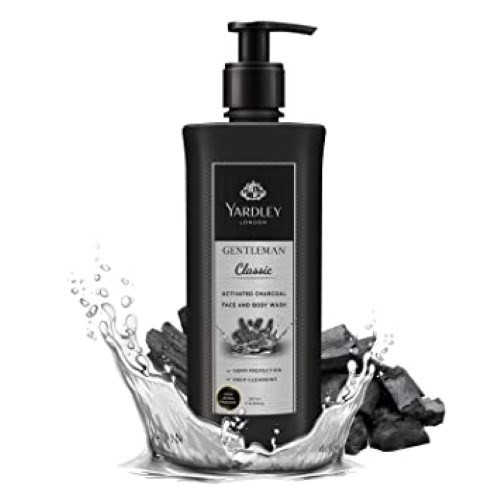 YARDLEY
LONDON
GENTLEMAN
Classic
ACTIVATED CHARCOAL
FACE AND BODY WASH
✓ GERM PROTECTION
✓ DEEP CLEANSING